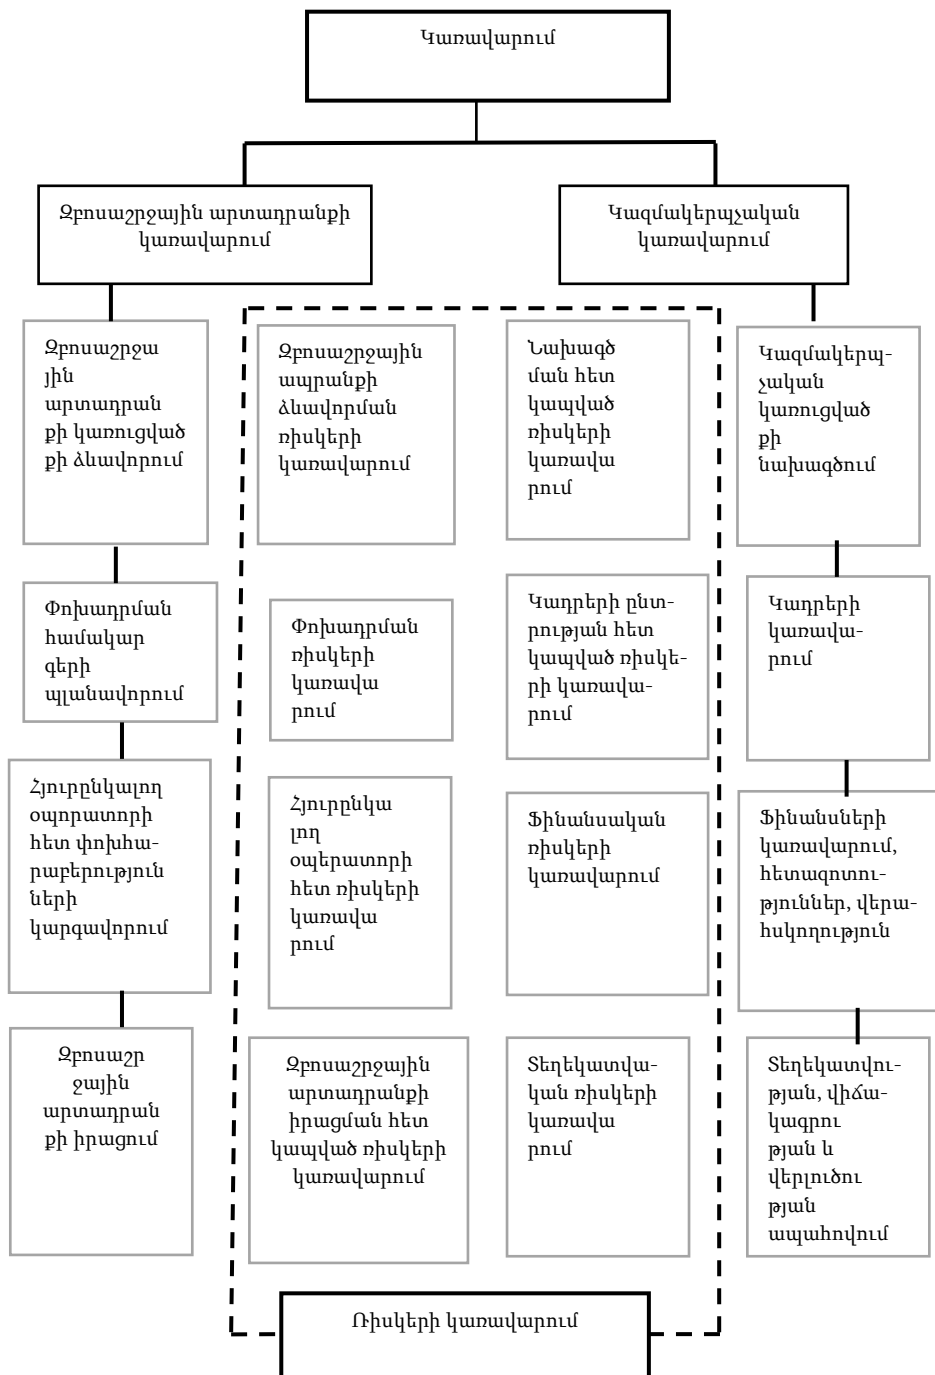 Կառավարում
Զբոսաշրջային արտադրանքի
կառավարում
Կազմակերպչական
կառավարում
Զբոսաշրջա
յին
արտադրան
քի կառուցված
քի ձևավորում
Զբոսաշրջային
ապրանքի
ձևավորման
ռիսկերի
կառավարում
Նախագծ
ման հետ
կապված
ռիսկերի
կառավա
րում
Կազմակերպ-
չական
կառուցված
քի
նախագծում
Փոխադրման
համակար
գերի
պլանավորում
Փոխադրման
ռիսկերի
կառավա
րում
Կադրերի ընտ-
րության հետ
կապված ռիսկե-
րի կառավա-
րում
Կադրերի
կառավա-
րում
Հյուրընկալող
օպորատորի
հետ փոխհա-
րաբերություն
ների
կարգավորում
Հյուրընկա
լող
օպերատորի
հետ ռիսկերի
կառավա
րում
Ֆինանսական
ռիսկերի
կառավարում
Ֆինանսների
կառավարում,
հետազոտու-
թյուններ, վերա-
հսկողություն
Զբոսաշր
ջային
արտադրան
քի իրացում
Զբոսաշրջային
արտադրանքի
իրացման հետ
կապված ռիսկերի
կառավարում
Տեղեկատվա-
կան ռիսկերի
կառավա
րում
Տեղեկատվու-
թյան, վիճա-
կագրու
թյան և
վերլուծու
թյան
ապահովում
Ռիսկերի կառավարում